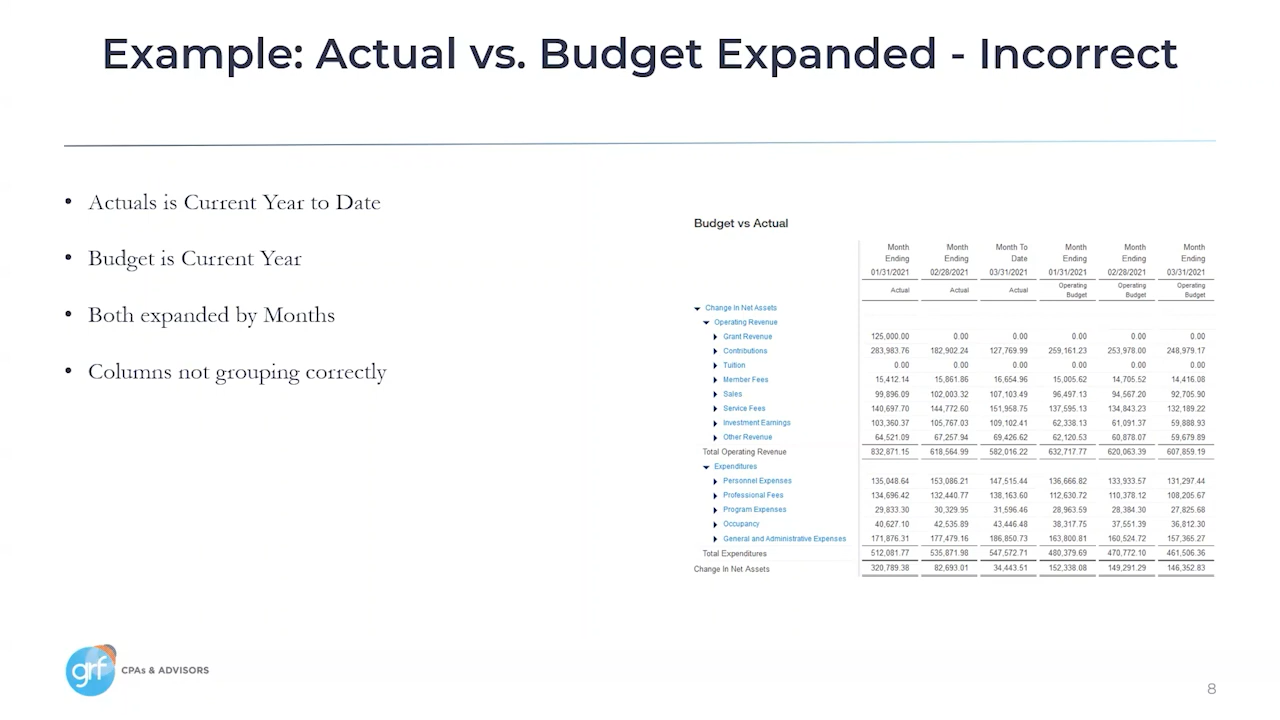 Example: Actual vs. Budget Expanded - Incorrect
• Actuals is Current Year to Date
• Budget is Current Year
• Both expanded by Months
• Columns not grouping correctly
Budget vs Actual
Month Ending 01/31/2021 Month Ending 02/28/2021 Month To Date 03/31/2021 Month Ending 01/31/2021 Month Ending 02/28/2021 Month Ending 03/31/2021
Actual Actual Actual Operating Budget Operating Budget Operating Budget
Change In Net Assets
Operating Revenue
Grant Revenue 125,000.00 0.00 0.00 0.00 0.00 0.00
Contributions 283,983.76 182,902.24 127,769.99 259,161.23 253,978.00 248,979.17
Tuition 0.00 0.00 0.00 0.00 0.00 0.00
Member Fees 15,412.14 15,861.86 16,654.96 15,005.62 14,705.52 14,416.08
Sales 99,896.09 102,003.32 107,103.49 96,497.13 94,567.20 92,705.90
Service Fees 140,697.70 144,772.60 151,958.75 137,595.13 134,843.23 132,189.22
Investment Earnings 103,360.37 105,767.03 109,102.41 62,338.13 61,091.37 59,888.93
Other Revenue 64,521.09 67,257.94 69,426.62 62,120.53 60,878.07 59,679.89
Total Operating Revenue 832,871.15 618,564.99 582,016.22 632,717.77 620,063.39 607,859.19
Expenditures
Personnel Expenses 135,048.64 153,086.21 147,515.44 136,666.82 133,933.57 131,297.44
Professional Fees 134,696.42 132,440.77 138,163.60 112,630.72 110,378.12 108,205.67
Program Expenses 29,833.30 30,329.95 31,596.46 28,963.59 28,384.30 27,825.68
Occupancy 40,627.10 42,535.89 43,446.48 38,317.75 37,551.39 36,812.30
General and Administrative Expenses 171,876.31 177,479.16 186,850.73 163,800.81 160,524.72 157,365.27
Total Expenditures 512,081.77 535,871.98 547,572.71 480,379.69 470,772.10 461,506.36
Change In Net Assets 320,789.38 82,693.01 34,443.51 152,338.08 149,291.29 146,352.83
grf CPAs & ADVISORS
8